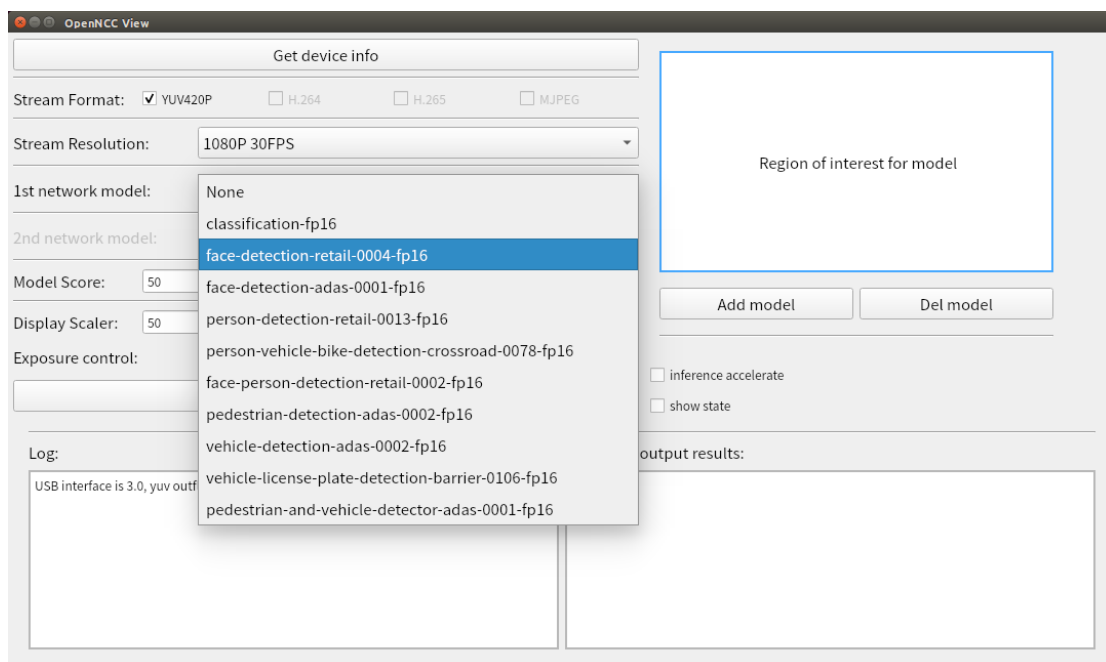 OpenNCC View
Get device info
Stream Format: YUV420P H.264 H.265 MJPEG
Stream Resolution: 1080P 30FPS
1st network model:
None
classification-fp16
2nd network model:
face-detection-retail-0004-fp16
Model Score: 50
face-detection-adas-0001-fp16
Display Scaler: 50
person-detection-retail-0013-fp16
Exposure control:
person-vehicle-bike-detection-crossroad-0078-fp16
face-person-detection-retail-0002-fp16
pedestrian-detection-adas-0002-fp16
vehicle-detection-adas-0002-fp16
vehicle-license-plate-detection-barrier-0106-fp16
pedestrian-and-vehicle-detector-adas-0001-fp16
Region of interest for model
Add model Del model
inference accelerate
show state
Log:
USB interface is 3.0, yuv
output results: